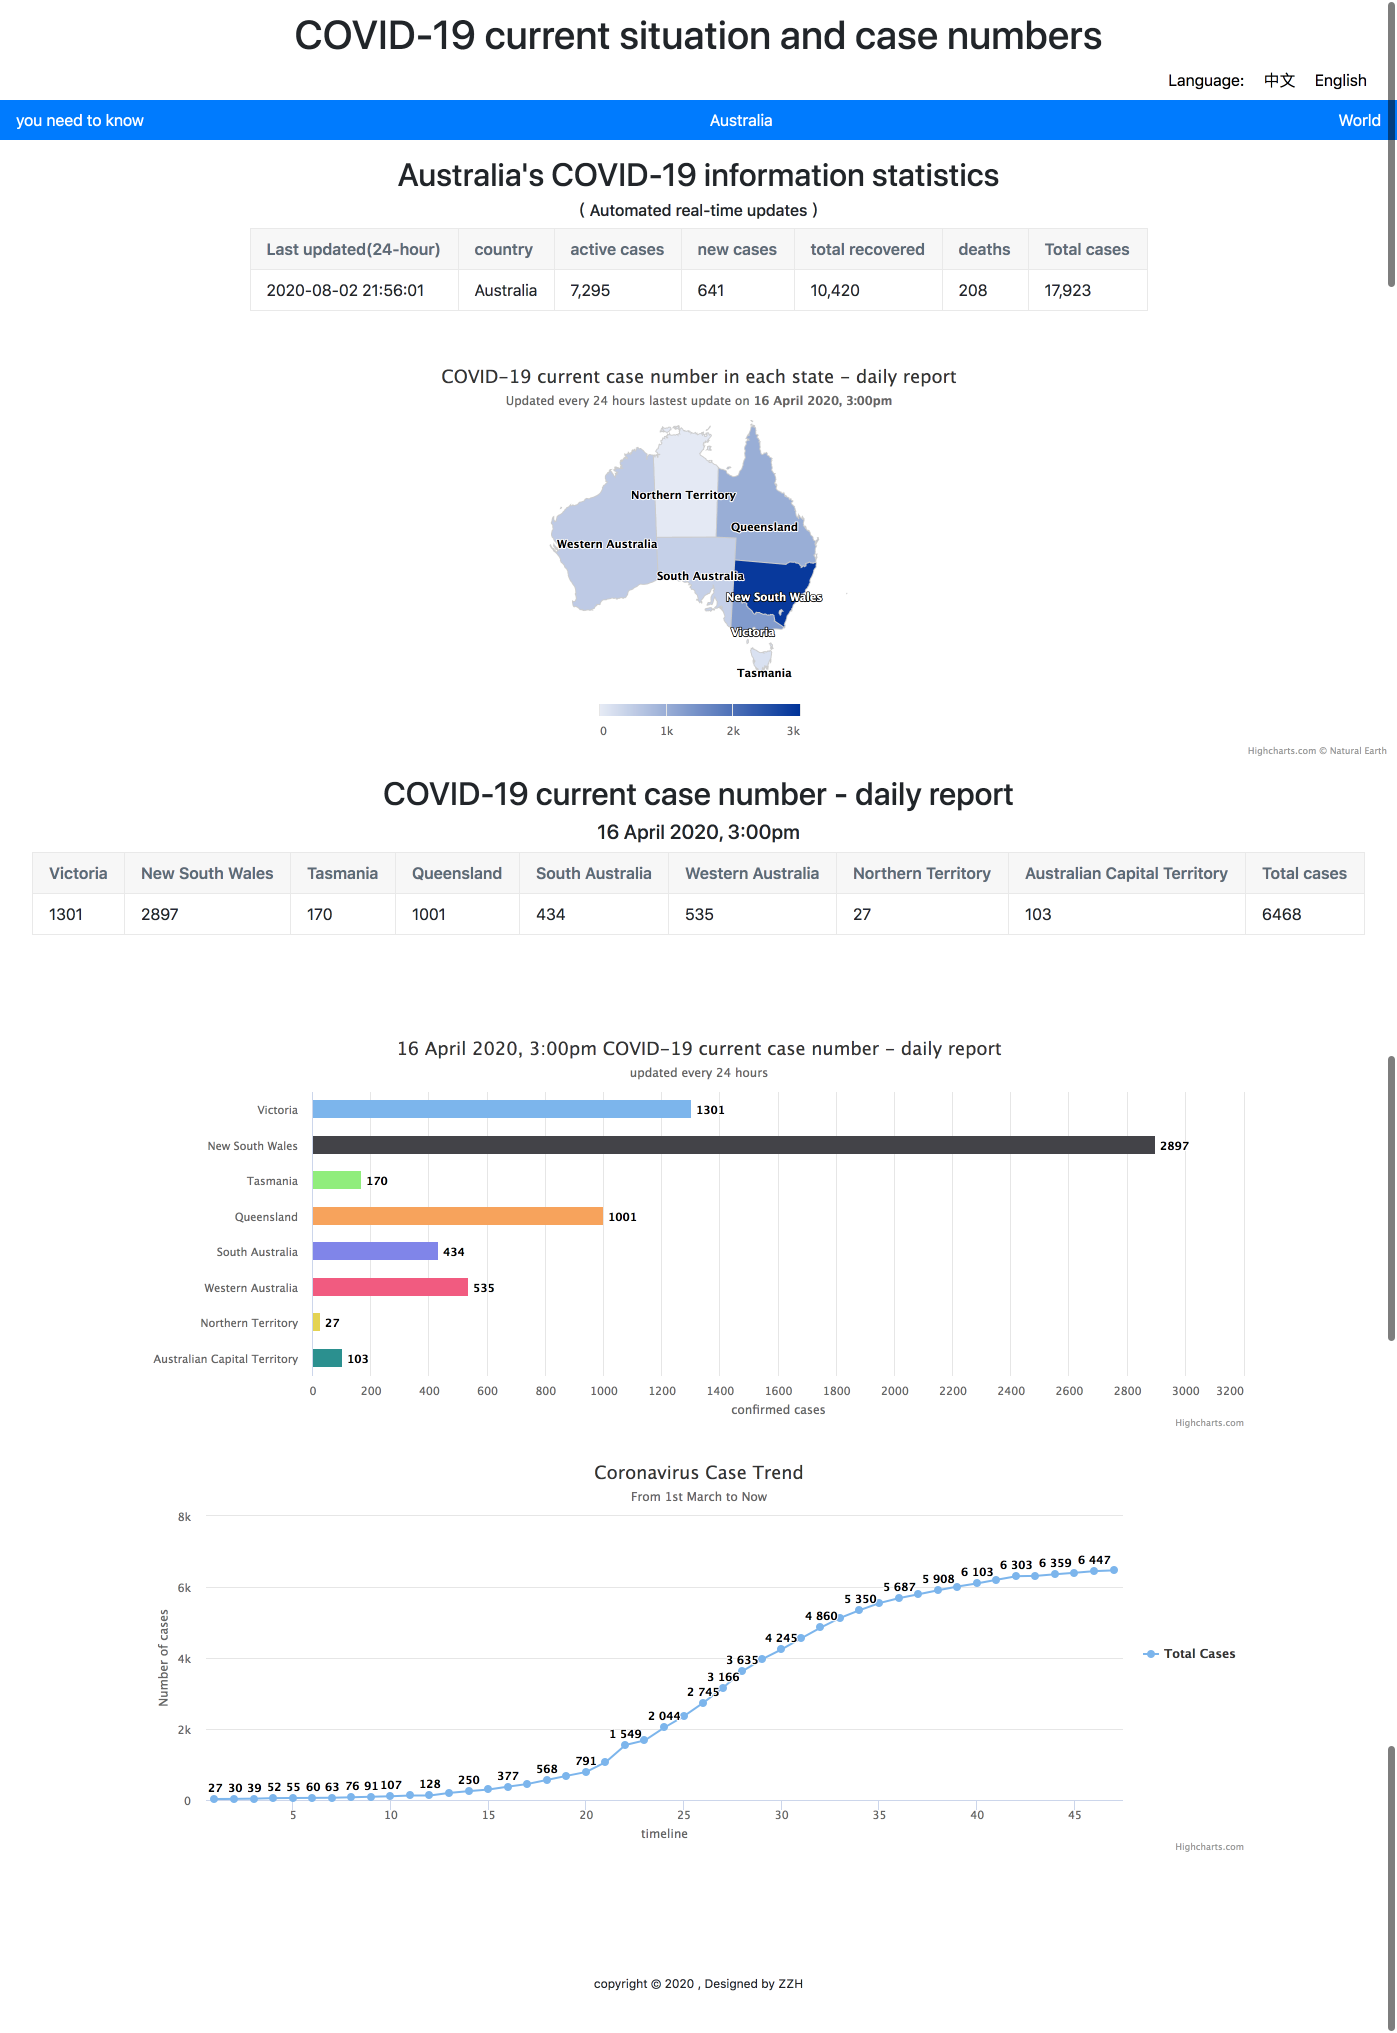 COVID-19 current situation and case numbers
Language: 中文 English
you need to know Australia World
Australia's COVID-19 information statistics
( Automated real-time updates )
Last updated(24-hour) country active cases new cases total recovered deaths Total cases
2020-08-02 21:56:01 Australia 7,295 641 10,420 208 17,923
COVID-19 current case number in each state - daily report
Updated every 24 hours lastest update on 16 April 2020, 3:00pm
Northern Territory
Queensland
Western Australia
South Australia
New South Wales
Victoria
Tasmania
0 1k 2k 3k
Highcharts.com © Natural Earth
COVID-19 current case number - daily report
16 April 2020, 3:00pm
Victoria New South Wales Tasmania Queensland South Australia Western Australia Northern Territory Australian Capital Territory Total cases
1301 2897 170 1001 434 535 27 103 6468
16 April 2020, 3:00pm COVID-19 current case number - daily report
updated every 24 hours
Victoria 1301
New South Wales 2897
Tasmania 170
Queensland 1001
South Australia 434
Western Australia 535
Northern Territory 27
Australian Capital Territory 103
0 200 400 600 800 1000 1200 1400 1600 1800 2000 2200 2400 2600 2800 3000 3200
confirmed cases
Highcharts.com
Coronavirus Case Trend
From 1st March to Now
Number of cases
8k
6k
4k
2k
0
27 30 39 52 55 60 63 76 91 107 128 250 377 568 791 1 549 2 044 2 745 3 166 3 635 4 245 4 860 5 350 5 687 5 908 6 103 6 303 6 359 6 447
Total Cases
5 10 15 20 25 30 35 40 45
timeline
Highcharts.com
copyright © 2020 , Designed by ZZH